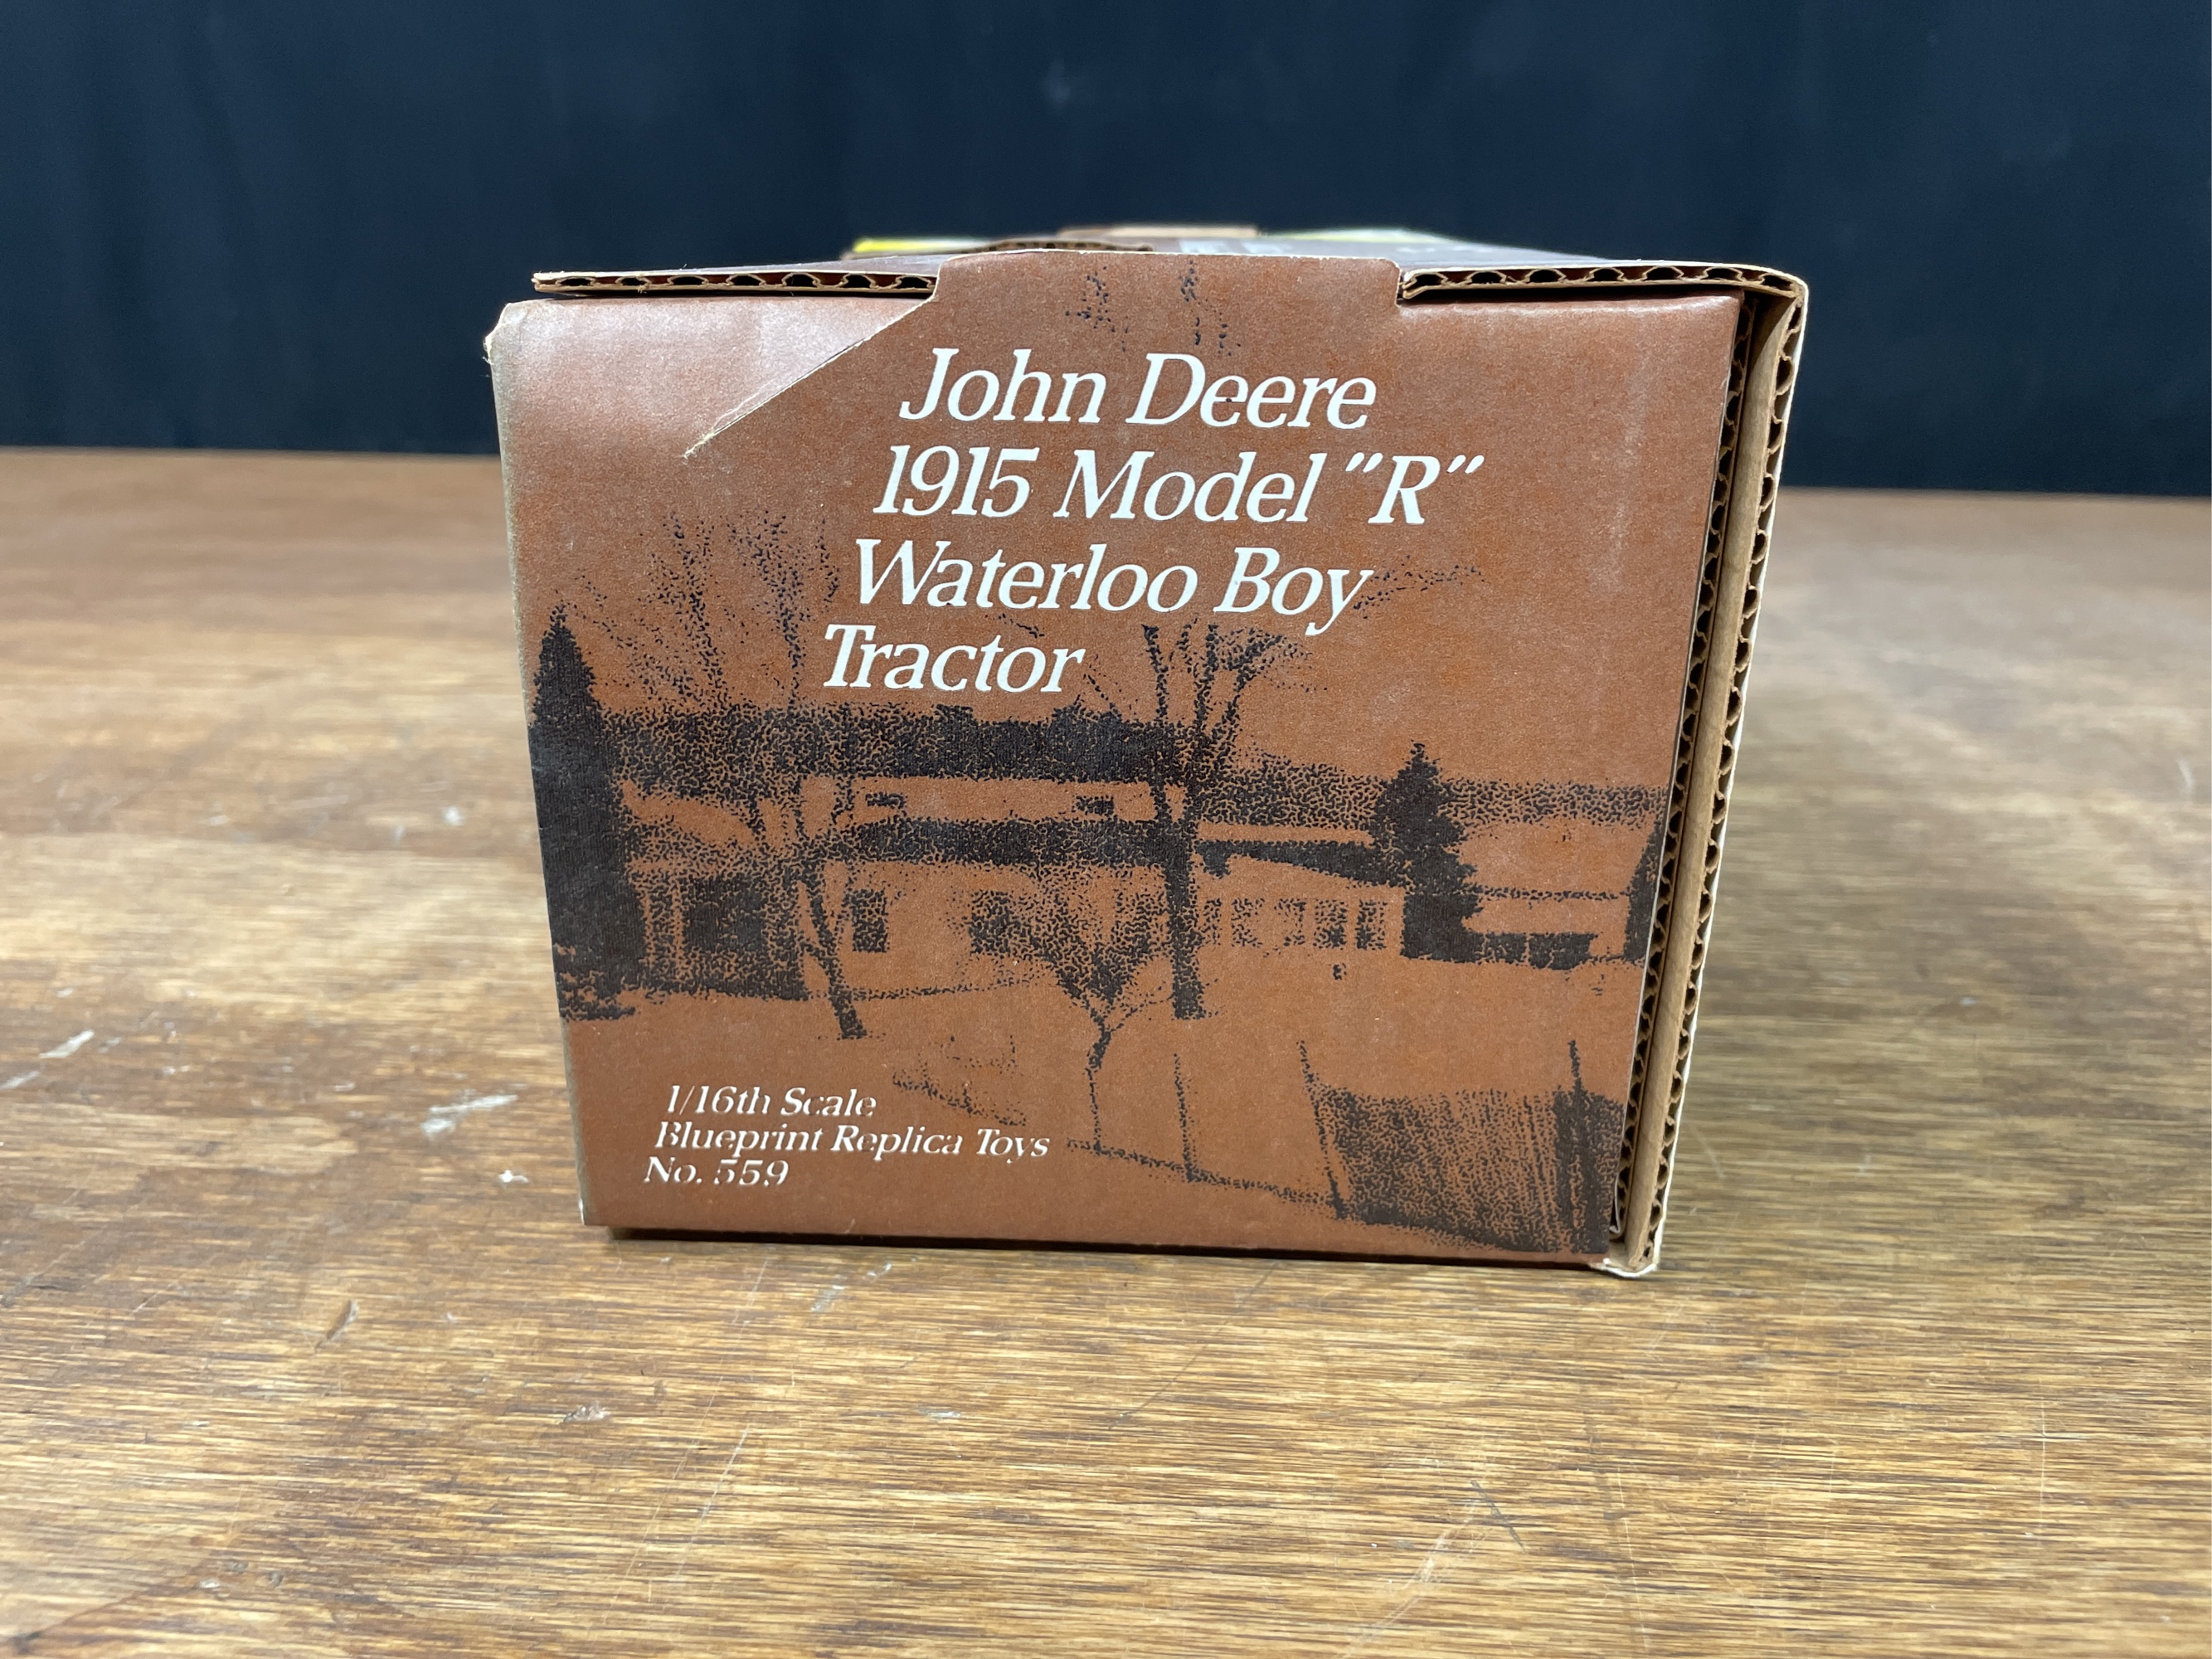 John Deere
1915 Model "R"
Waterloo Boy
Tractor
1/16th Scale
Blueprint Replica Toys
No. 559